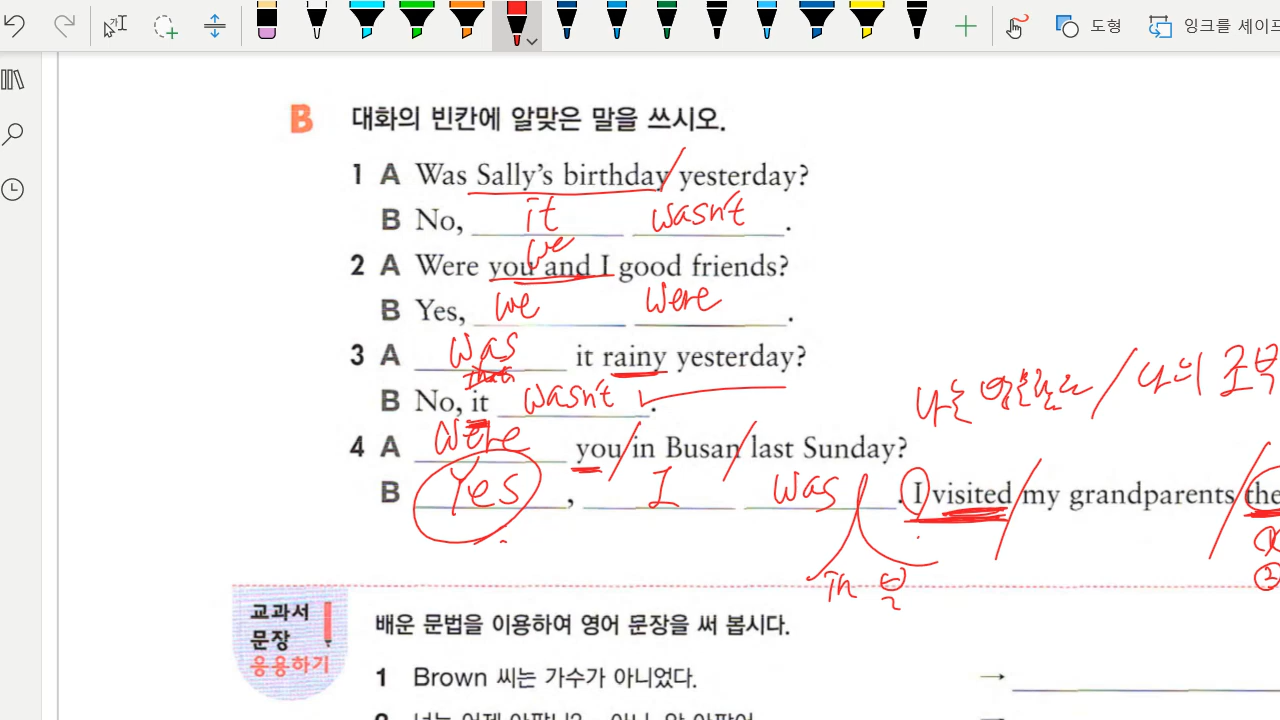 도형
잉크를 셰이프
B 대화의 빈칸에 알맞은 말을 쓰시오.
1 A Was Sally's birthday / yesterday?
B No, it wasn't.
we
2 A Were you and I good friends?
B Yes, we were.
3 A Was it rainy yesterday?
B No, it wasn't.
나는 / 나의 조부
4 A Were you / in Busan / last Sunday?
B Yes, I was. I visited / my grandparents / the
in 부
②
교과서
문장
응용하기
배운 문법을 이용하여 영어 문장을 써 봅시다.
1 Brown 씨는 가수가 아니었다. →